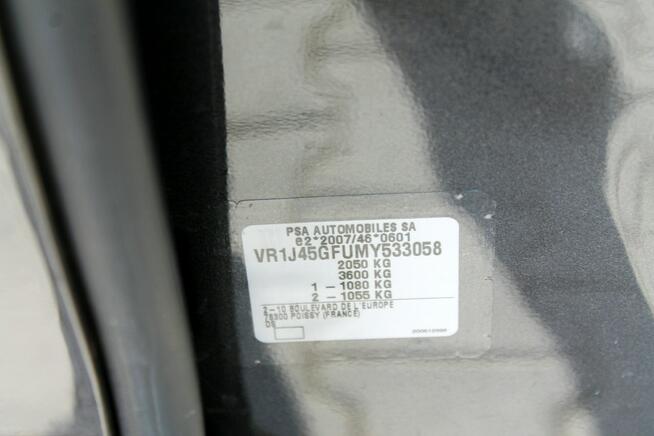 PSA AUTOMOBILES SA
e2*2007/46*0601
VR1J45GFUMY533058
2050 KG
3600 KG
1 - 1080 KG
2 - 1055 KG
2-10 BOULEVARD DE L'EUROPE
78300 POISSY (FRANCE)
DS